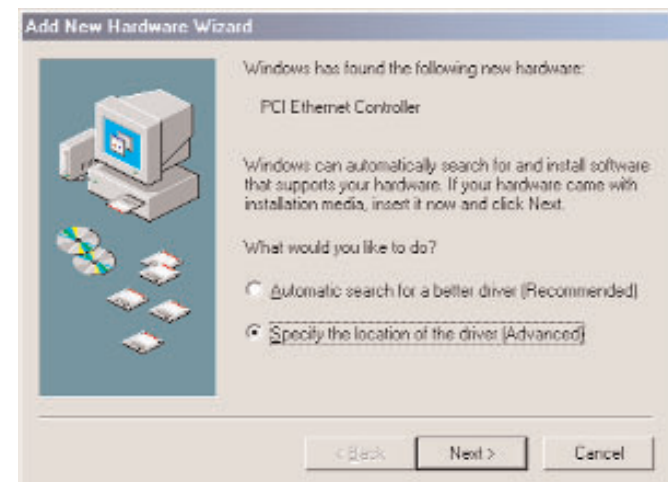 Add New Hardware Wizard
Windows has found the following new hardware:
PCI Ethernet Controller
Windows can automatically search for and install software
that supports your hardware. If your hardware came with
installation media, insert it now and click Next.
What would you like to do?
Automatic search for a better driver (Recommended)
Specify the location of the driver (Advanced)
< Back
Next >
Cancel